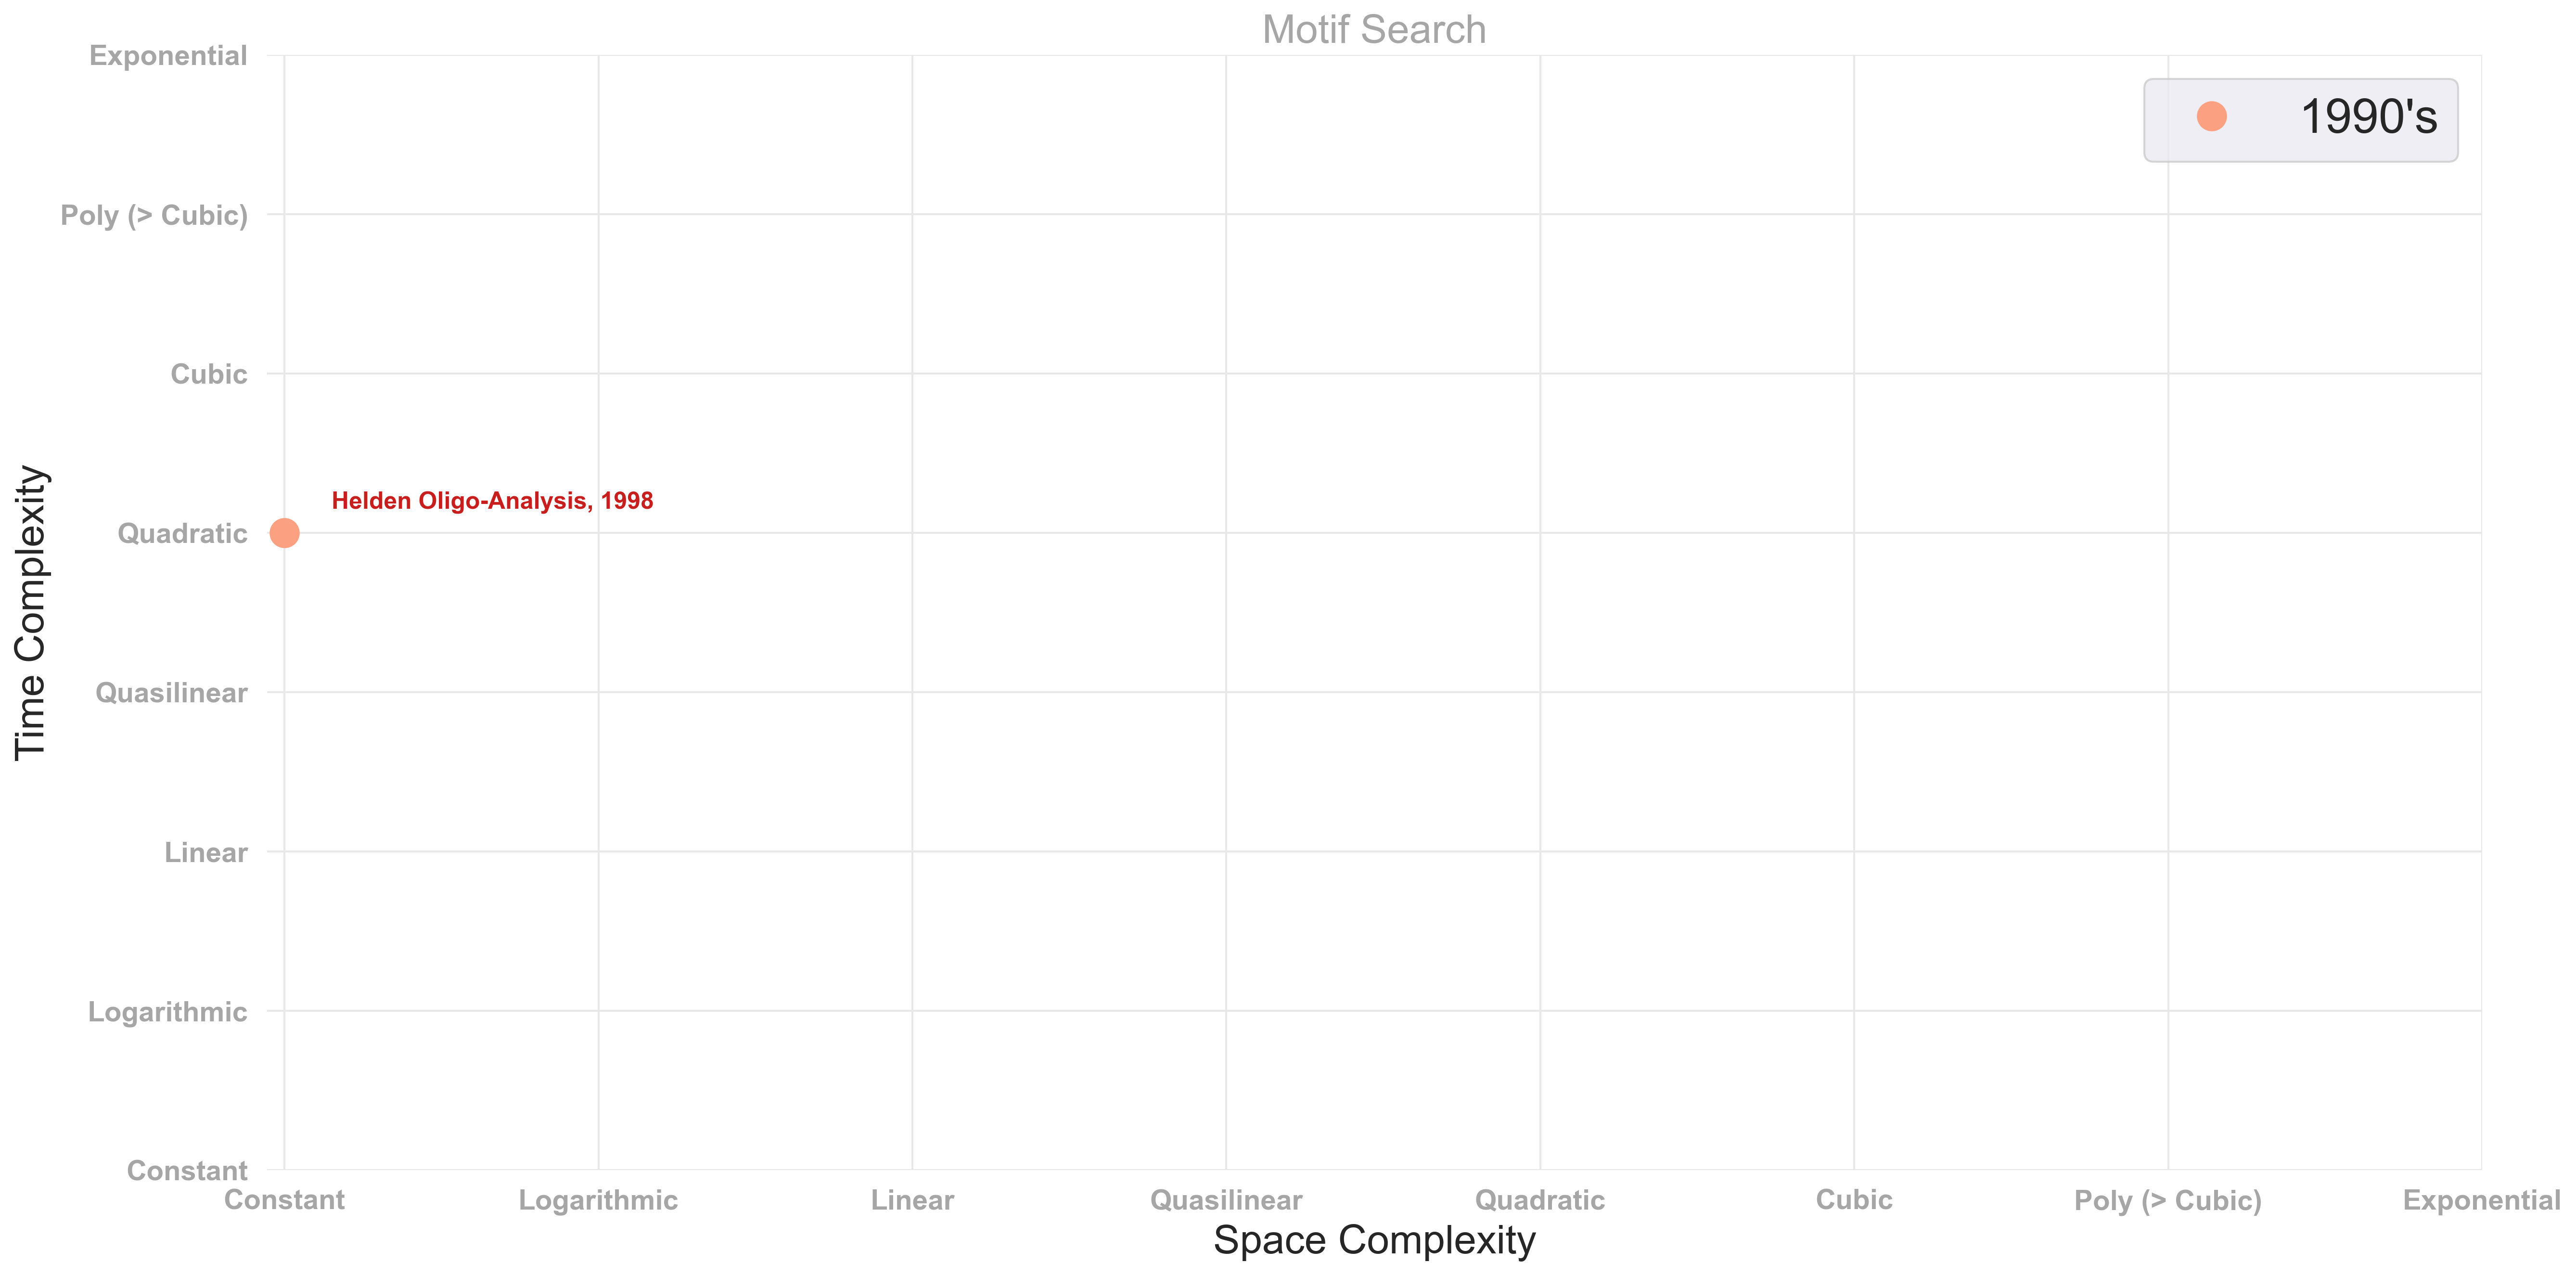 Motif Search
1990's
Exponential
Poly (> Cubic)
Cubic
Quadratic
Quasilinear
Linear
Logarithmic
Constant
Time Complexity
Helden Oligo-Analysis, 1998
Constant
Logarithmic
Linear
Quasilinear
Quadratic
Cubic
Poly (> Cubic)
Exponential
Space Complexity